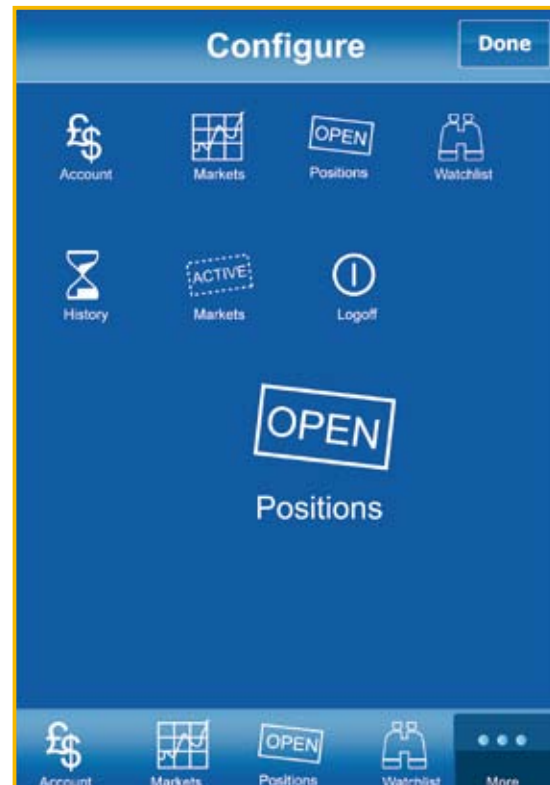 Configure
Done
£$
OPEN
Account
Markets
Positions
Watchlist
ACTIVE
History
Markets
Logoff
OPEN
Positions
£$
OPEN
Account
Markets
Positions
Watchlist
More